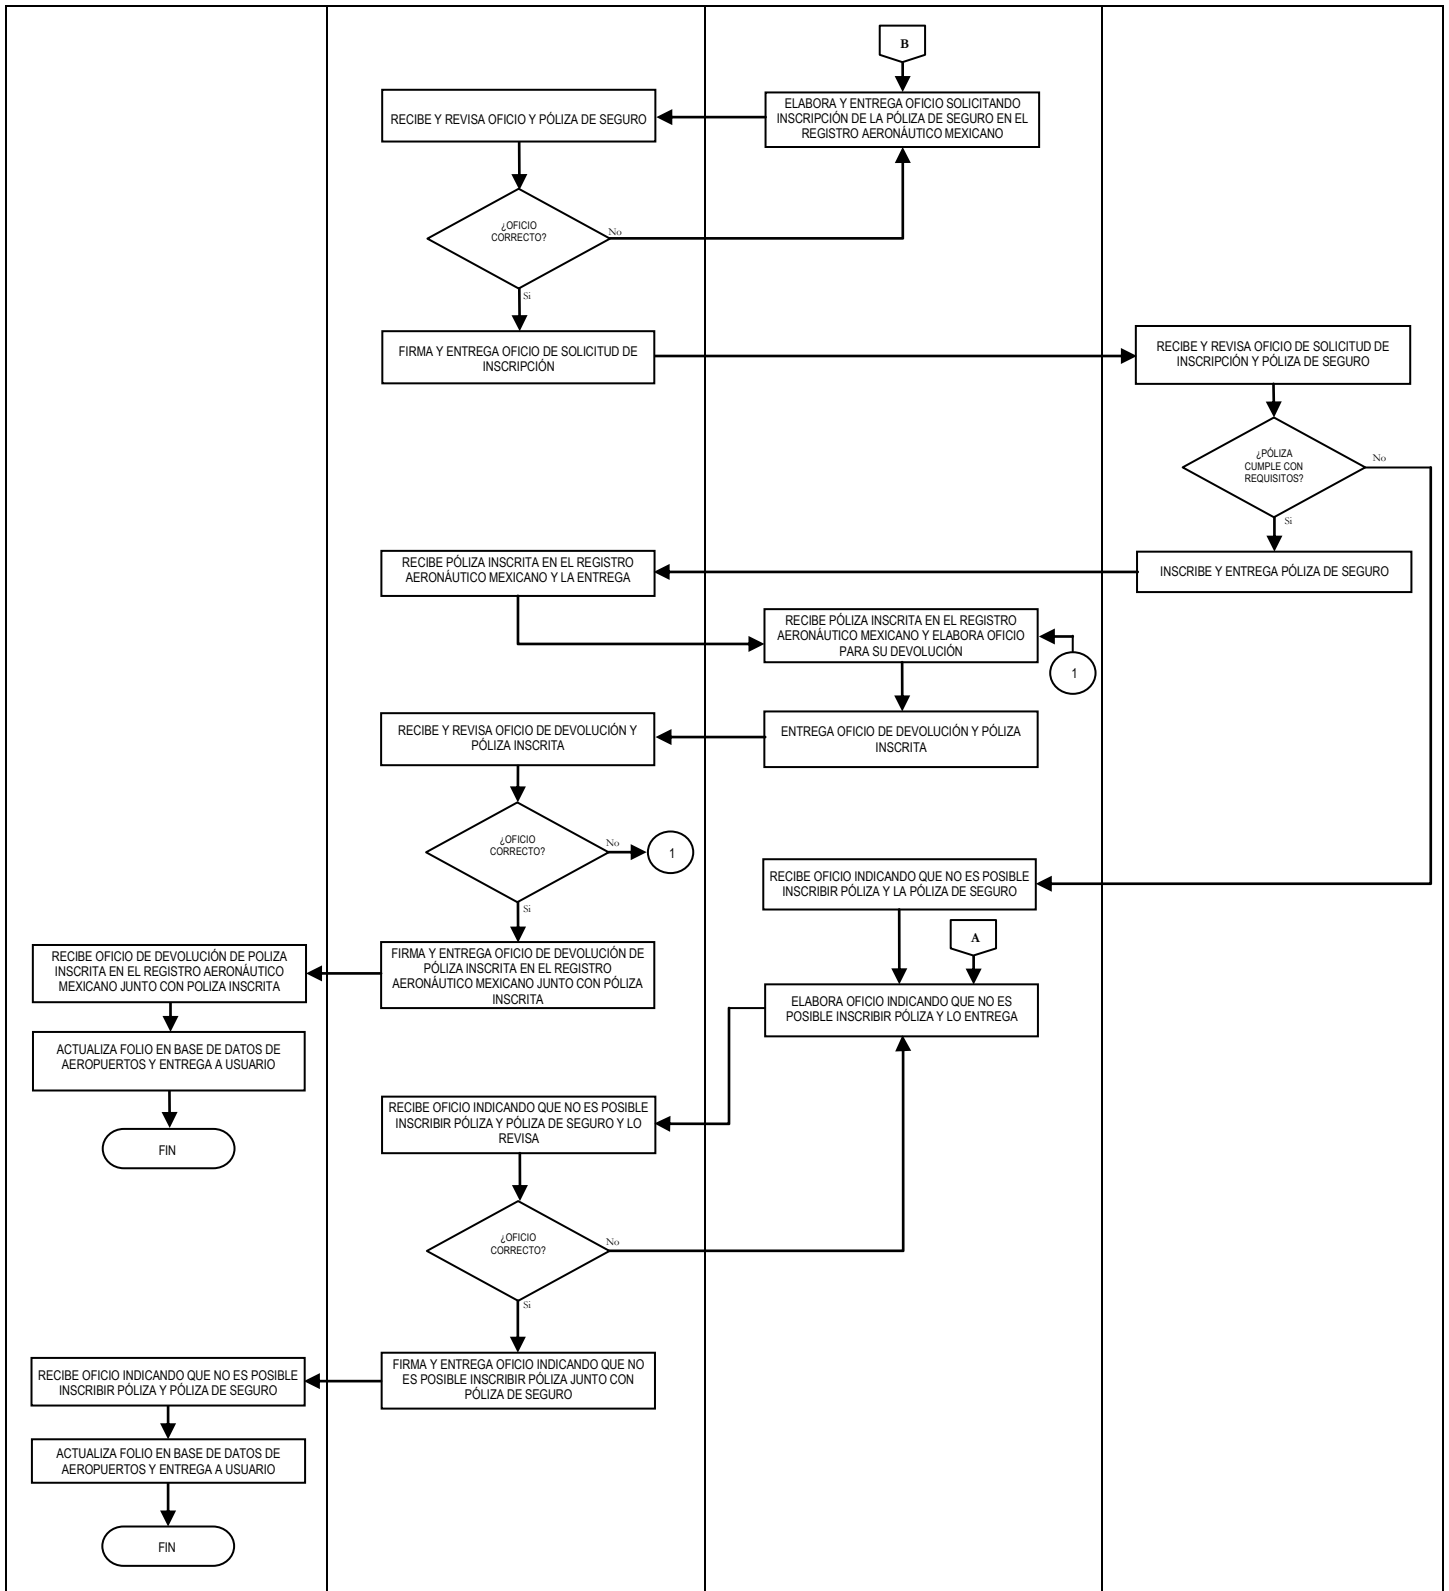 B
ELABORA Y ENTREGA OFICIO SOLICITANDO
INSCRIPCIÓN DE LA PÓLIZA DE SEGURO EN EL
REGISTRO AERONÁUTICO MEXICANO
RECIBE Y REVISA OFICIO Y PÓLIZA DE SEGURO
¿OFICIO
CORRECTO?
No
Si
FIRMA Y ENTREGA OFICIO DE SOLICITUD DE
INSCRIPCIÓN
RECIBE Y REVISA OFICIO DE SOLICITUD DE
INSCRIPCIÓN Y PÓLIZA DE SEGURO
¿PÓLIZA
CUMPLE CON
REQUISITOS?
No
Si
INSCRIBE Y ENTREGA PÓLIZA DE SEGURO
RECIBE PÓLIZA INSCRITA EN EL REGISTRO
AERONÁUTICO MEXICANO Y LA ENTREGA
RECIBE PÓLIZA INSCRITA EN EL REGISTRO
AERONÁUTICO MEXICANO Y ELABORA OFICIO
PARA SU DEVOLUCIÓN
1
ENTREGA OFICIO DE DEVOLUCIÓN Y PÓLIZA
INSCRITA
RECIBE Y REVISA OFICIO DE DEVOLUCIÓN Y
PÓLIZA INSCRITA
¿OFICIO
CORRECTO?
No
1
Si
RECIBE OFICIO INDICANDO QUE NO ES POSIBLE
INSCRIBIR PÓLIZA Y LA PÓLIZA DE SEGURO
A
FIRMA Y ENTREGA OFICIO DE DEVOLUCIÓN DE
PÓLIZA INSCRITA EN EL REGISTRO
AERONÁUTICO MEXICANO JUNTO CON PÓLIZA
INSCRITA
RECIBE OFICIO DE DEVOLUCIÓN DE POLIZA
INSCRITA EN EL REGISTRO AERONÁUTICO
MEXICANO JUNTO CON POLIZA INSCRITA
ELABORA OFICIO INDICANDO QUE NO ES
POSIBLE INSCRIBIR PÓLIZA Y LO ENTREGA
ACTUALIZA FOLIO EN BASE DE DATOS DE
AEROPUERTOS Y ENTREGA A USUARIO
FIN
RECIBE OFICIO INDICANDO QUE NO ES POSIBLE
INSCRIBIR PÓLIZA Y PÓLIZA DE SEGURO Y LO
REVISA
¿OFICIO
CORRECTO?
No
Si
FIRMA Y ENTREGA OFICIO INDICANDO QUE NO
ES POSIBLE INSCRIBIR PÓLIZA JUNTO CON
PÓLIZA DE SEGURO
RECIBE OFICIO INDICANDO QUE NO ES POSIBLE
INSCRIBIR PÓLIZA Y PÓLIZA DE SEGURO
ACTUALIZA FOLIO EN BASE DE DATOS DE
AEROPUERTOS Y ENTREGA A USUARIO
FIN